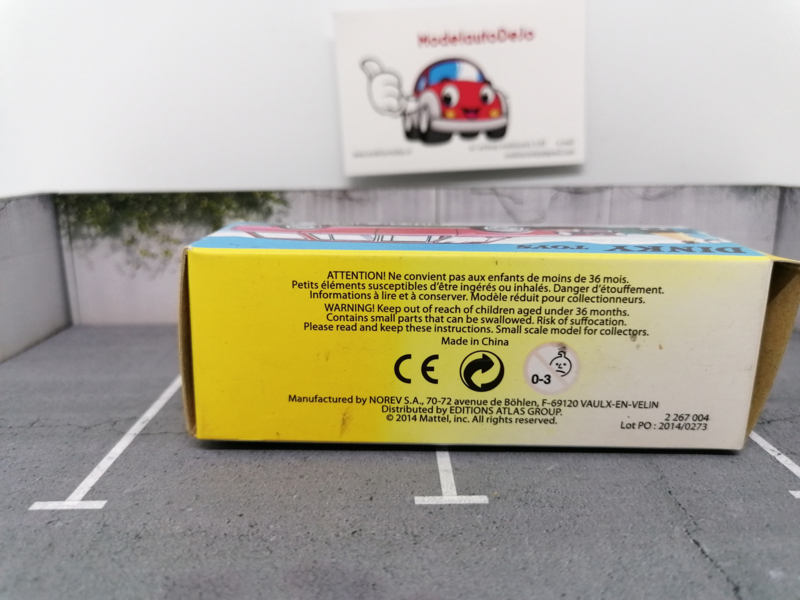 ModelautoDeJo
DINKY TOYS
ATTENTION! Ne convient pas aux enfants de moins de 36 mois.
Petits éléments susceptibles d'être ingérés ou inhalés. Danger d'étouffement.
Informations à lire et à conserver. Modèle réduit pour collectionneurs.
WARNING! Keep out of reach of children aged under 36 months.
Contains small parts that can be swallowed. Risk of suffocation.
Please read and keep these instructions. Small scale model for collectors.
Made in China
CE
0-3
Manufactured by NOREV S.A., 70-72 avenue de Böhlen, F-69120 VAULX-EN-VELIN
Distributed by EDITIONS ATLAS GROUP.
© 2014 Mattel, inc. All rights reserved.
2 267 004
Lot PO : 2014/0273